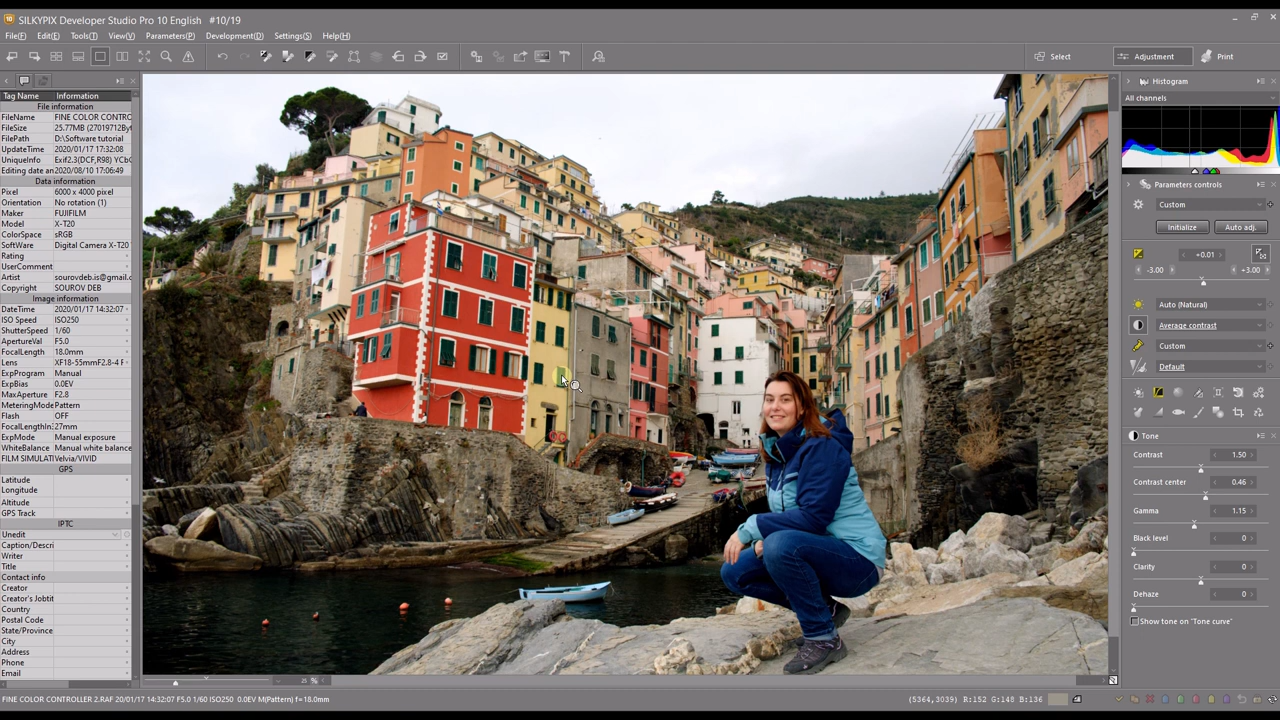 SILKYPIX Developer Studio Pro 10 English   #10/19
File(F) Edit(E) Tools(T) View(V) Parameters(P) Development(D) Settings(S) Help(H)
Select Adjustment Print
Tag Name Information
File information
FileName FINE COLOR CONTRC
FileSize 25.77MB (27019712Byt
FilePath D:\Software tutorial
UpdateTime 2020/01/17 17:32:08
UniqueInfo Exif2.3(DCF,R98) YCbC
Editing date an 2020/08/10 17:06:49
Data information
Pixel 6000 x 4000 pixel
Orientation No rotation (1)
Maker FUJIFILM
Model X-T20
ColorSpace sRGB
SoftWare Digital Camera X-T20
Rating
UserComment
Artist sourovdeb.is@gmail.c
Copyright SOUROV DEB
Image information
DateTime 2020/01/17 14:32:07
ISO Speed ISO250
ShutterSpeed 1/60
ApertureVal F5.0
FocalLength 18.0mm
Lens XF18-55mmF2.8-4 F
ExpProgram Manual
ExpBias 0.0EV
MaxAperture F2.8
MeteringMode Pattern
Flash OFF
FocalLengthIn: 27mm
ExpMode Manual exposure
WhiteBalance Manual white balance
FILM SIMULATI Velvia/VIVID
GPS
Latitude
Longitude
Altitude
GPS Track
IPTC
Unedit
Caption/Descri
Writer
Title
Contact info
Creator
Creator's Jobtit
Country
Postal Code
State/Province
City
Address
Phone
Email
Histogram
All channels
Parameters controls
Custom
Initialize Auto adj.
+0.01
-3.00 +3.00
Auto (Natural)
Average contrast
Custom
Default
Tone
Contrast 1.50
Contrast center 0.46
Gamma 1.15
Black level 0
Clarity 0
Dehaze 0
Show tone on "Tone curve"
25 %
FINE COLOR CONTROLLER 2.RAF 20/01/17 14:32:07 F5.0 1/60 ISO250 0.0EV M(Pattern) f=18.0mm
(5364,3039) R:152 G:148 B:136